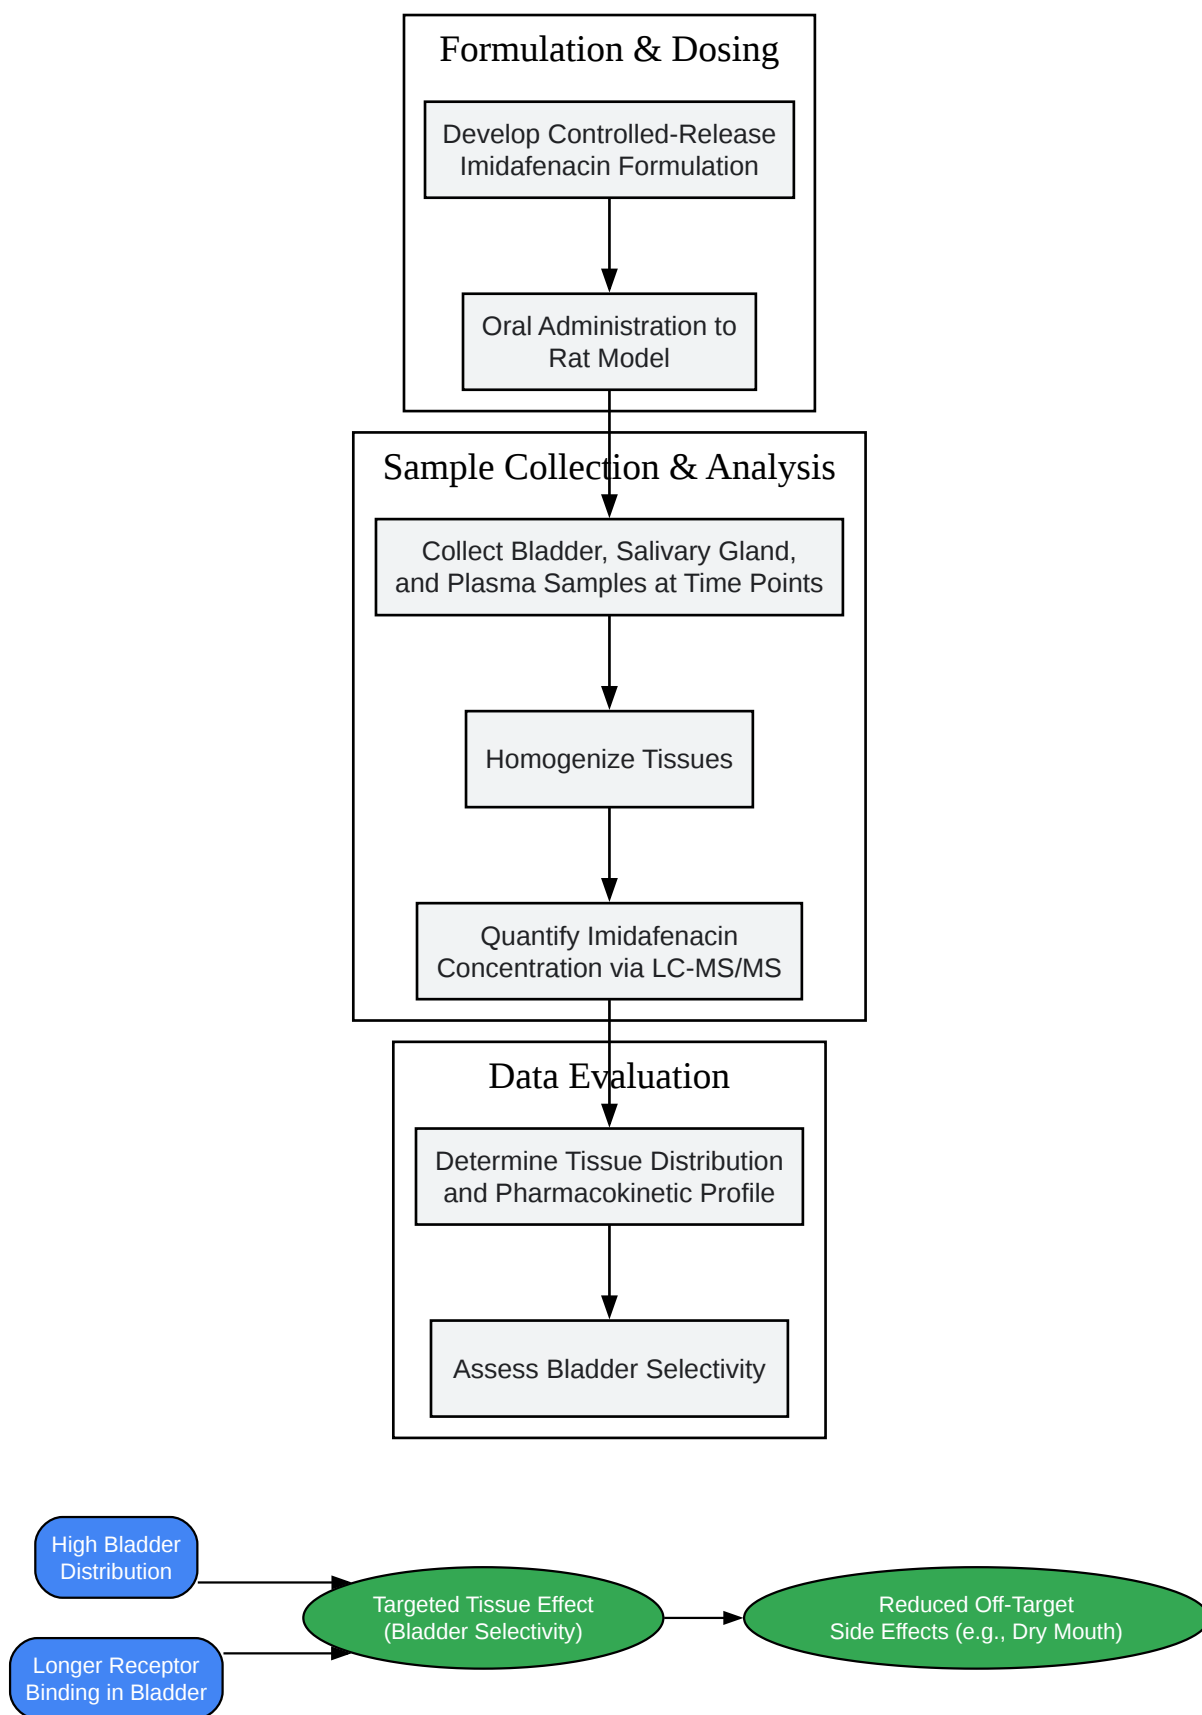 Formulation & Dosing
Develop Controlled-Release
Imidafenacin Formulation
Oral Administration to
Rat Model
Sample Collection & Analysis
Collect Bladder, Salivary Gland,
and Plasma Samples at Time Points
Homogenize Tissues
Quantify Imidafenacin
Concentration via LC-MS/MS
Data Evaluation
Determine Tissue Distribution
and Pharmacokinetic Profile
Assess Bladder Selectivity
High Bladder
Distribution
Longer Receptor
Binding in Bladder
Targeted Tissue Effect
(Bladder Selectivity)
Reduced Off-Target
Side Effects (e.g., Dry Mouth)